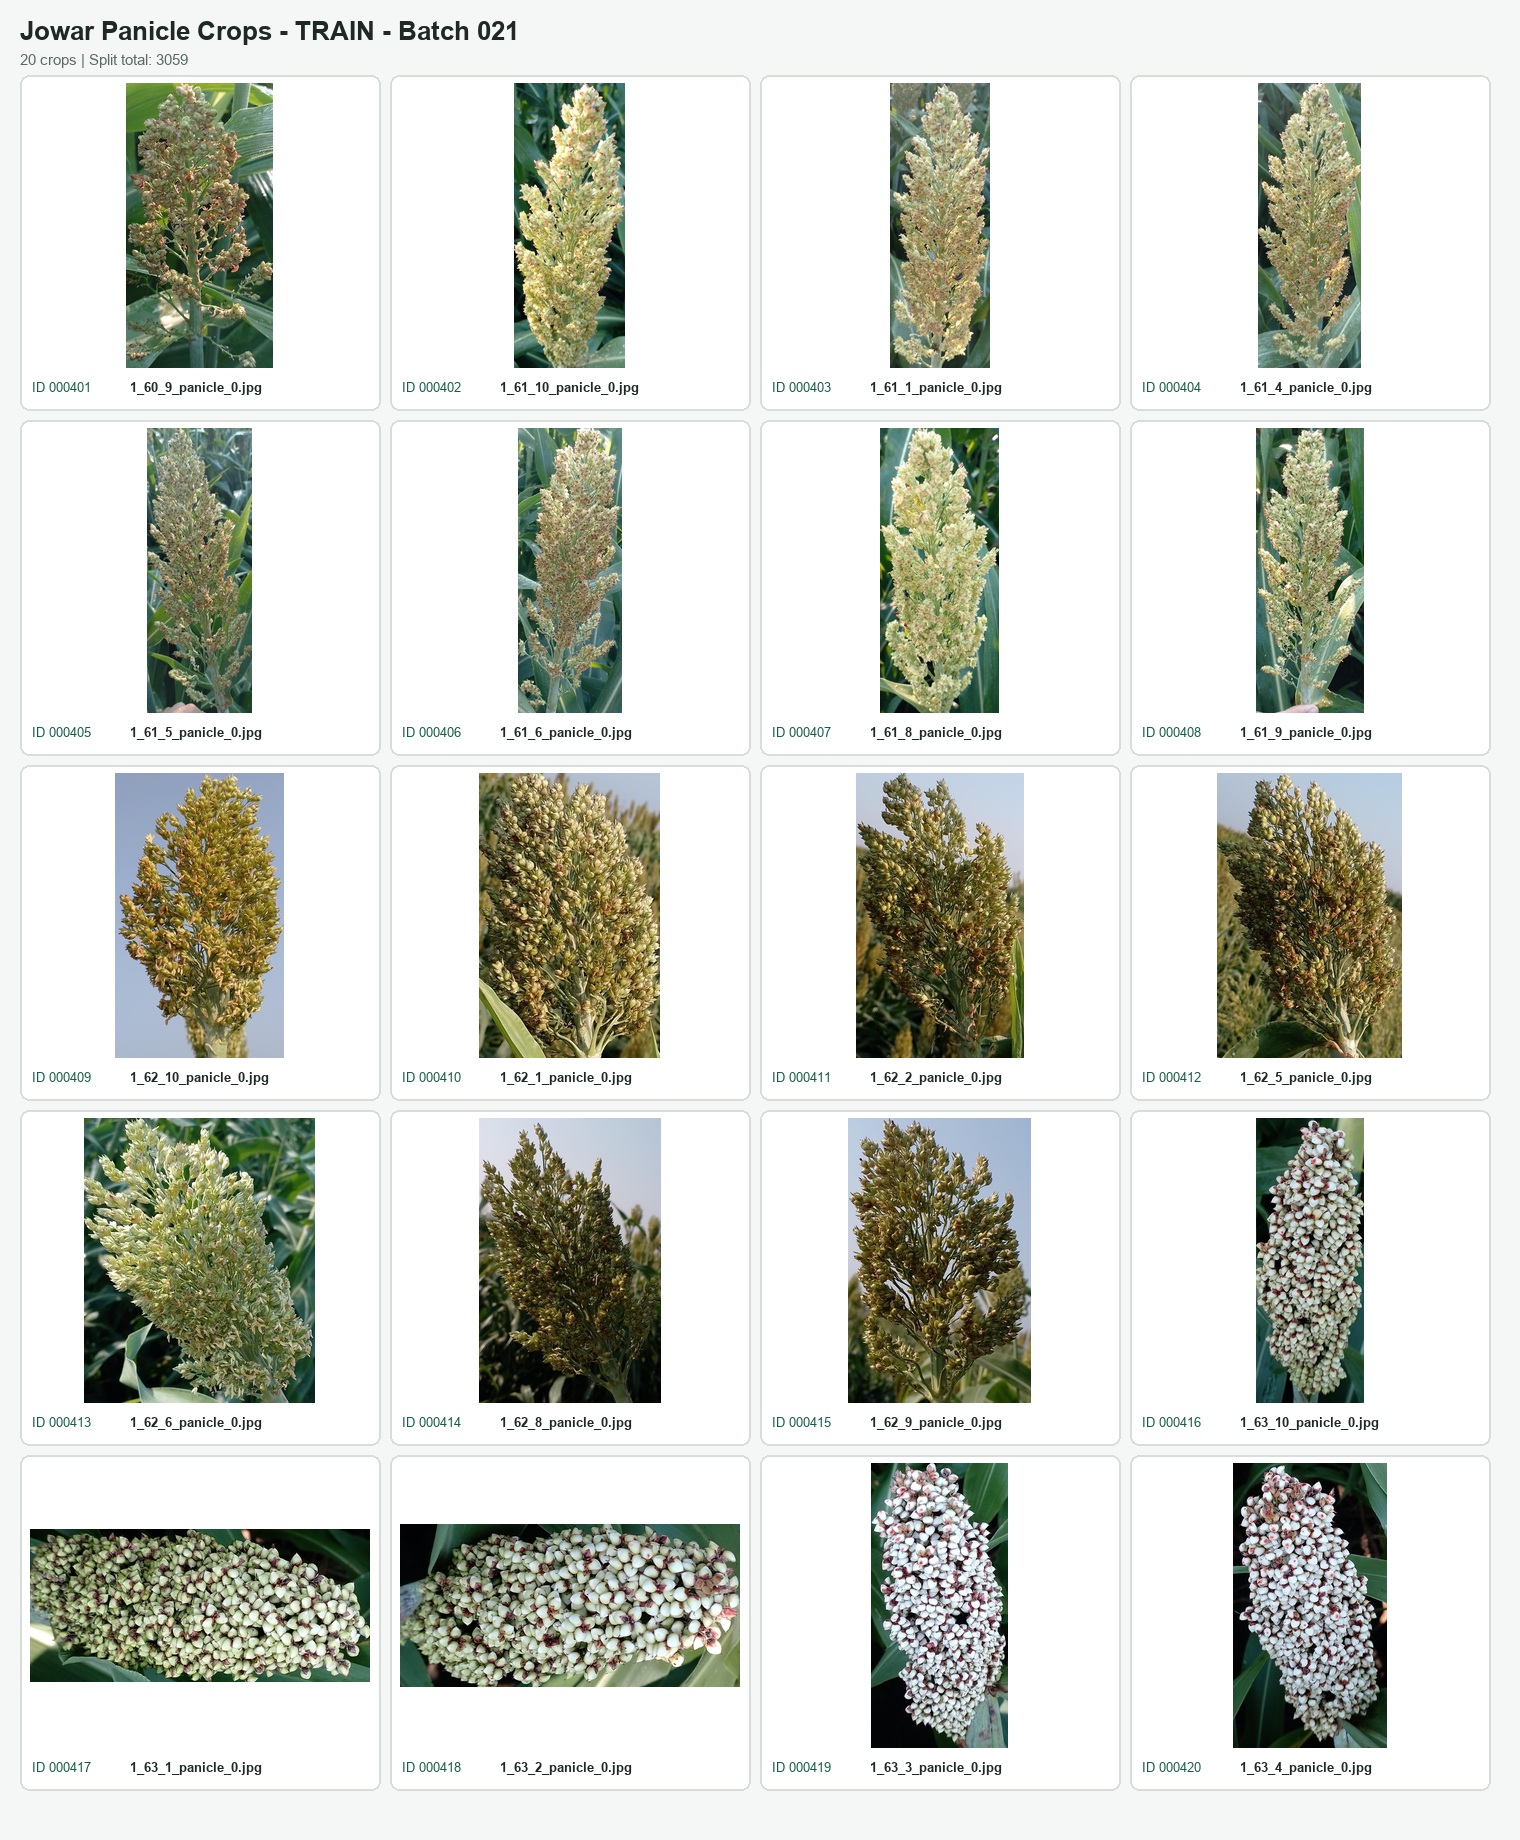 Jowar Panicle Crops - TRAIN - Batch 021
20 crops | Split total: 3059
ID 000401 1_60_9_panicle_0.jpg
ID 000402 1_61_10_panicle_0.jpg
ID 000403 1_61_1_panicle_0.jpg
ID 000404 1_61_4_panicle_0.jpg
ID 000405 1_61_5_panicle_0.jpg
ID 000406 1_61_6_panicle_0.jpg
ID 000407 1_61_8_panicle_0.jpg
ID 000408 1_61_9_panicle_0.jpg
ID 000409 1_62_10_panicle_0.jpg
ID 000410 1_62_1_panicle_0.jpg
ID 000411 1_62_2_panicle_0.jpg
ID 000412 1_62_5_panicle_0.jpg
ID 000413 1_62_6_panicle_0.jpg
ID 000414 1_62_8_panicle_0.jpg
ID 000415 1_62_9_panicle_0.jpg
ID 000416 1_63_10_panicle_0.jpg
ID 000417 1_63_1_panicle_0.jpg
ID 000418 1_63_2_panicle_0.jpg
ID 000419 1_63_3_panicle_0.jpg
ID 000420 1_63_4_panicle_0.jpg